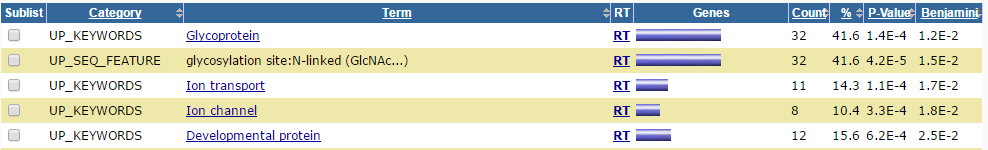 Sublist Category Term RT Genes Count % P-Value Benjamini
UP_KEYWORDS Glycoprotein RT 32 41.6 1.4E-4 1.2E-2
UP_SEQ_FEATURE glycosylation site:N-linked (GlcNAc...) RT 32 41.6 4.2E-5 1.5E-2
UP_KEYWORDS Ion transport RT 11 14.3 1.1E-4 1.7E-2
UP_KEYWORDS Ion channel RT 8 10.4 3.3E-4 1.8E-2
UP_KEYWORDS Developmental protein RT 12 15.6 6.2E-4 2.5E-2